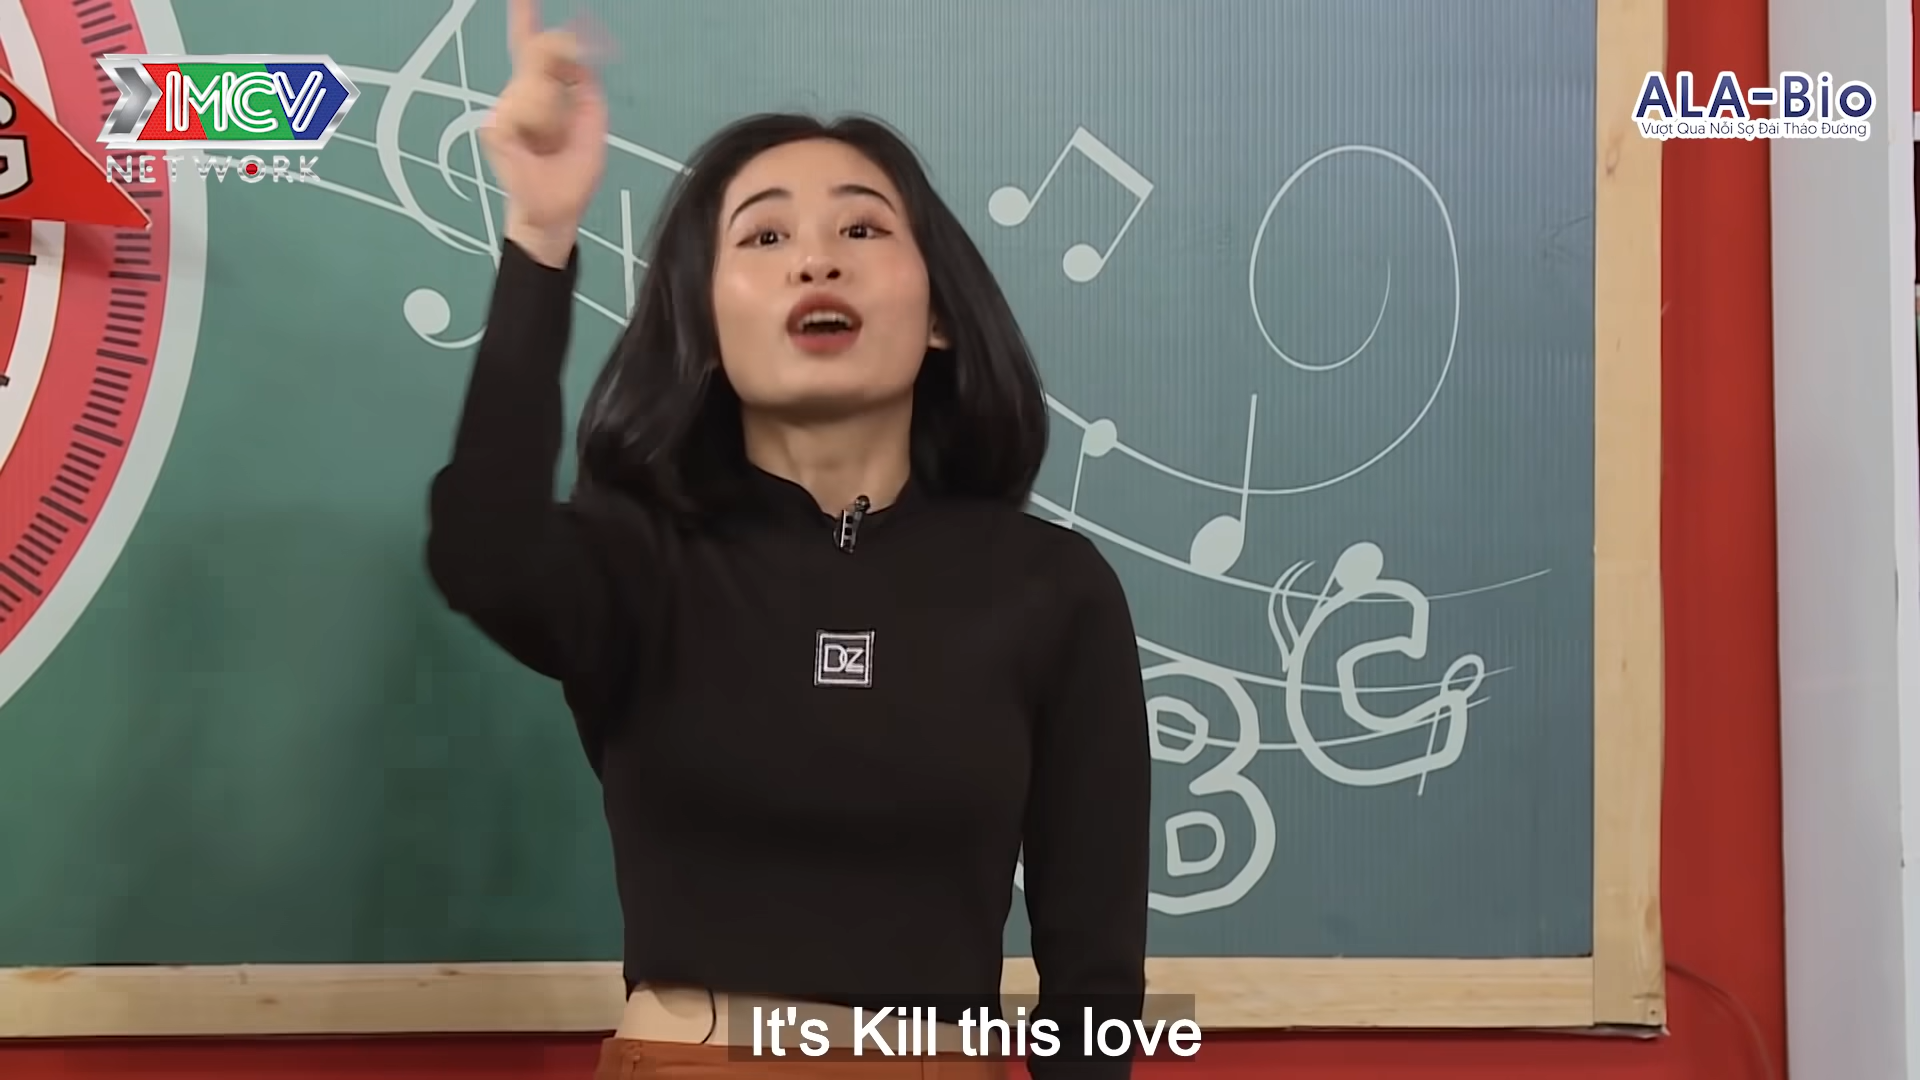 MCV
NETWORK
ALA-Bio
Vượt Qua Nỗi Sợ Đái Tháo Đường
G
DZ
C
B
It's Kill this love